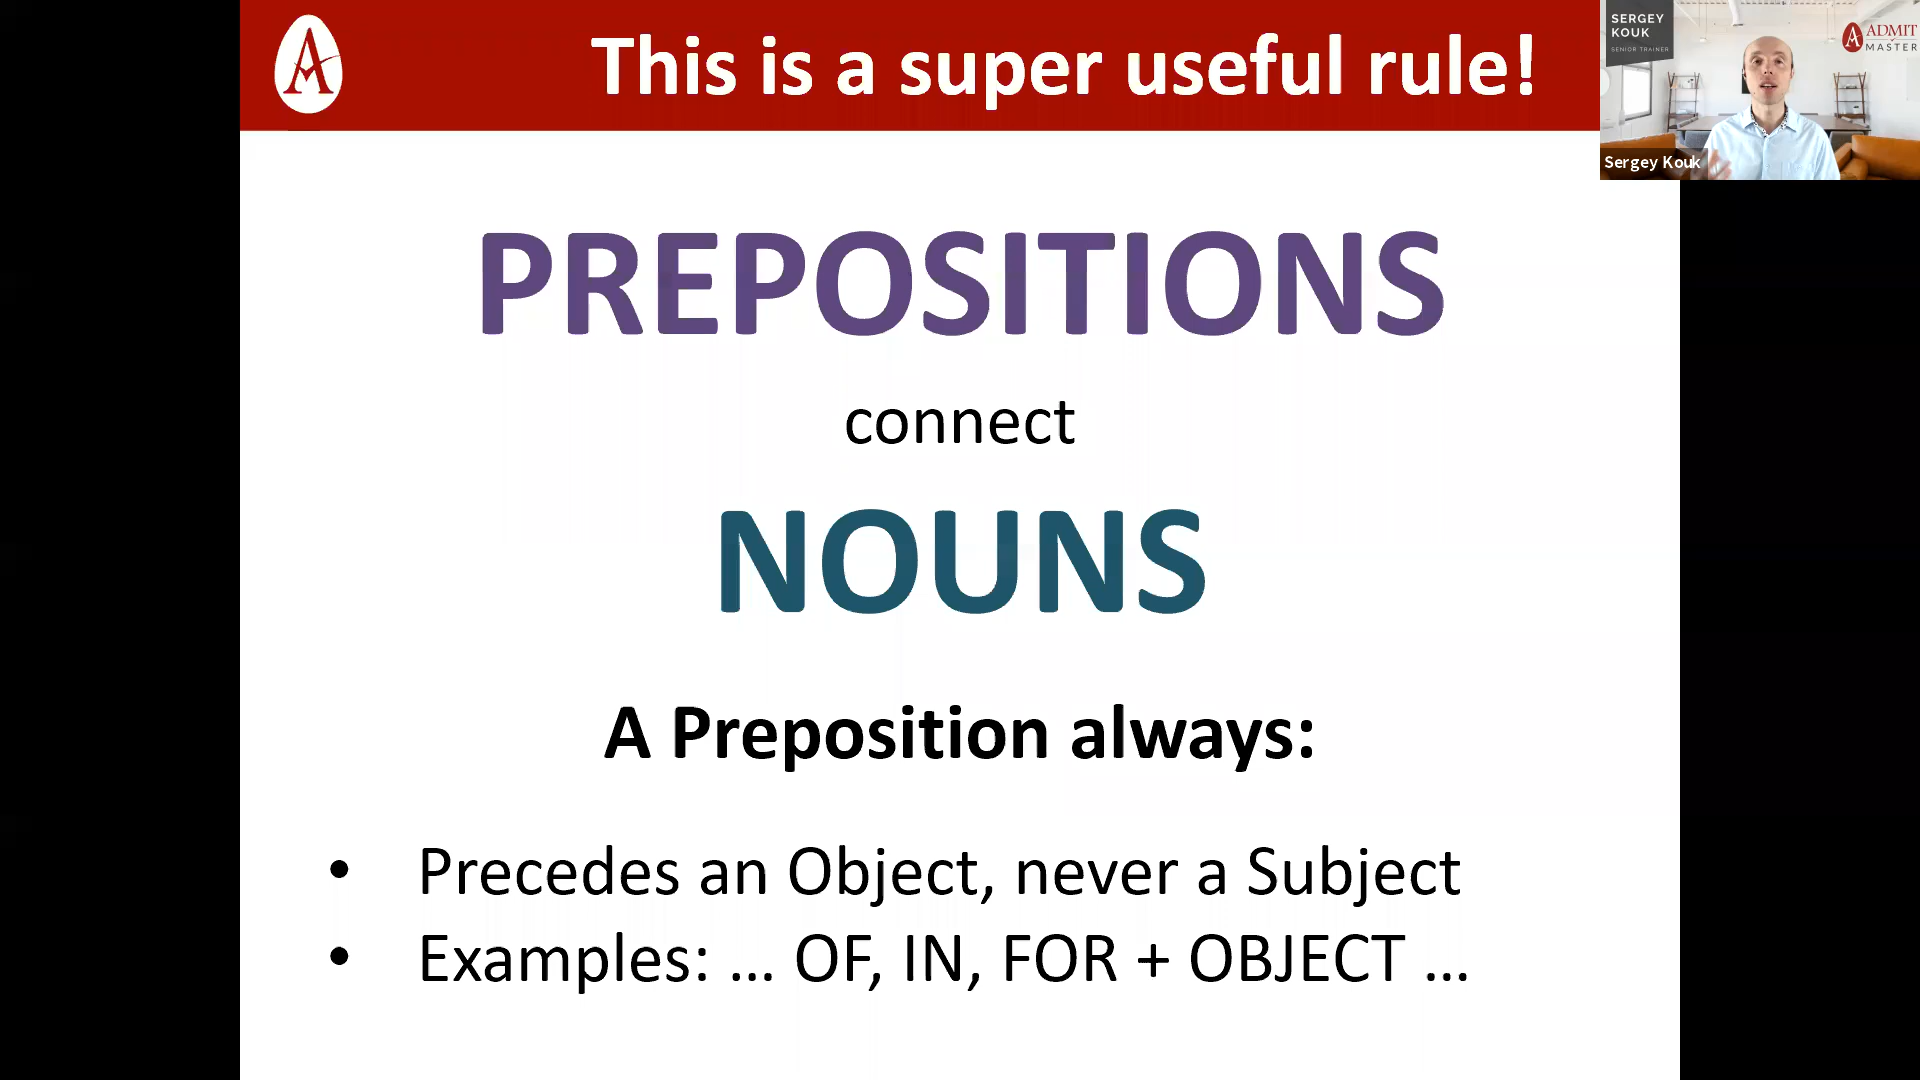 This is a super useful rule!
SERGEY
KOUK
SENIOR TRAINER
ADMIT
MASTER
Sergey Kouk
PREPOSITIONS
connect
NOUNS
A Preposition always:
• Precedes an Object, never a Subject
• Examples: ... OF, IN, FOR + OBJECT ...